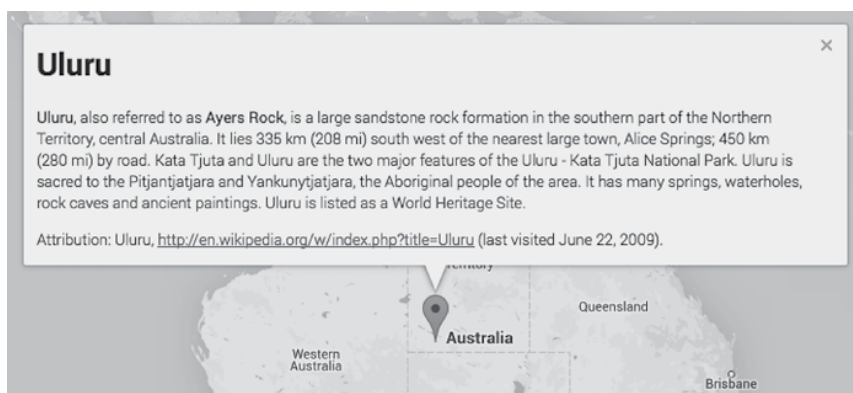 Uluru
×
Uluru, also referred to as Ayers Rock, is a large sandstone rock formation in the southern part of the Northern
Territory, central Australia. It lies 335 km (208 mi) south west of the nearest large town, Alice Springs; 450 km
(280 mi) by road. Kata Tjuta and Uluru are the two major features of the Uluru - Kata Tjuta National Park. Uluru is
sacred to the Pitjantjatjara and Yankunytjatjara, the Aboriginal people of the area. It has many springs, waterholes,
rock caves and ancient paintings. Uluru is listed as a World Heritage Site.
Attribution: Uluru, http://en.wikipedia.org/w/index.php?title=Uluru (last visited June 22, 2009).
Territory
Queensland
Australia
Western
Australia
Brisbane